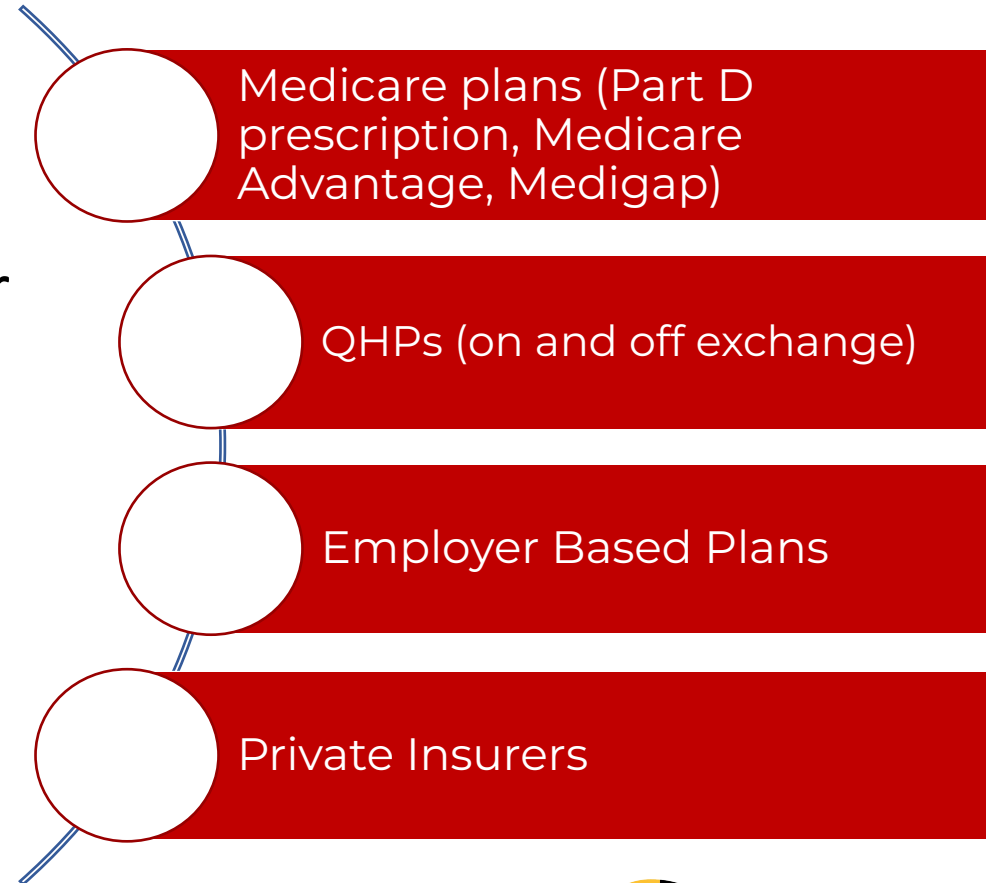 Medicare plans (Part D
prescription, Medicare
Advantage, Medigap)
r
QHPs (on and off exchange)
Employer Based Plans
Private Insurers